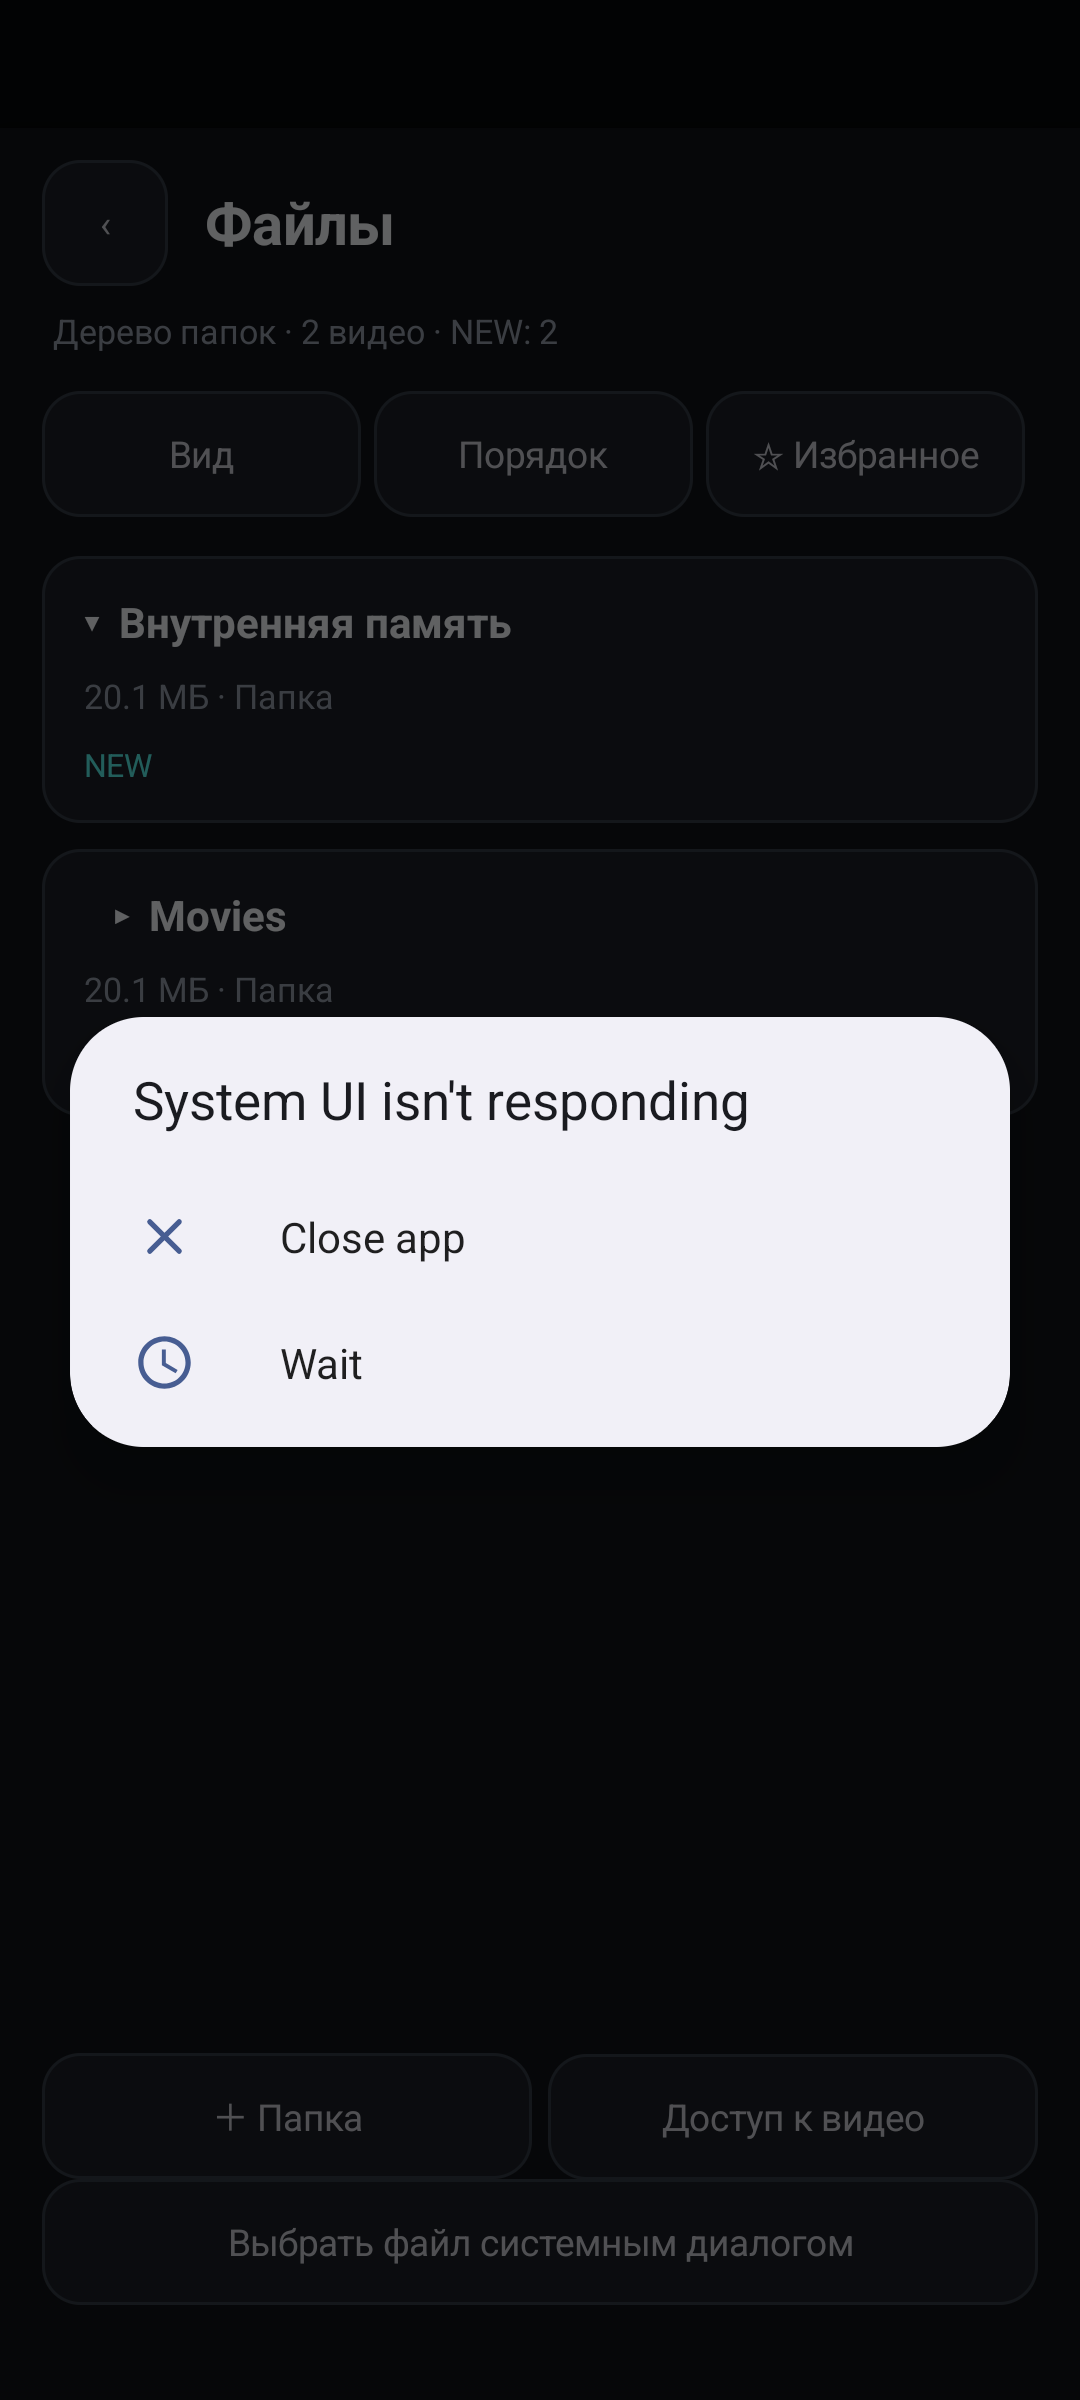 ‹ Файлы
Дерево папок · 2 видео · NEW: 2
Вид Порядок ☆ Избранное
▾ Внутренняя память
20.1 МБ · Папка
NEW
▸ Movies
20.1 МБ · Папка
System UI isn't responding
Close app
Wait
＋ Папка Доступ к видео
Выбрать файл системным диалогом